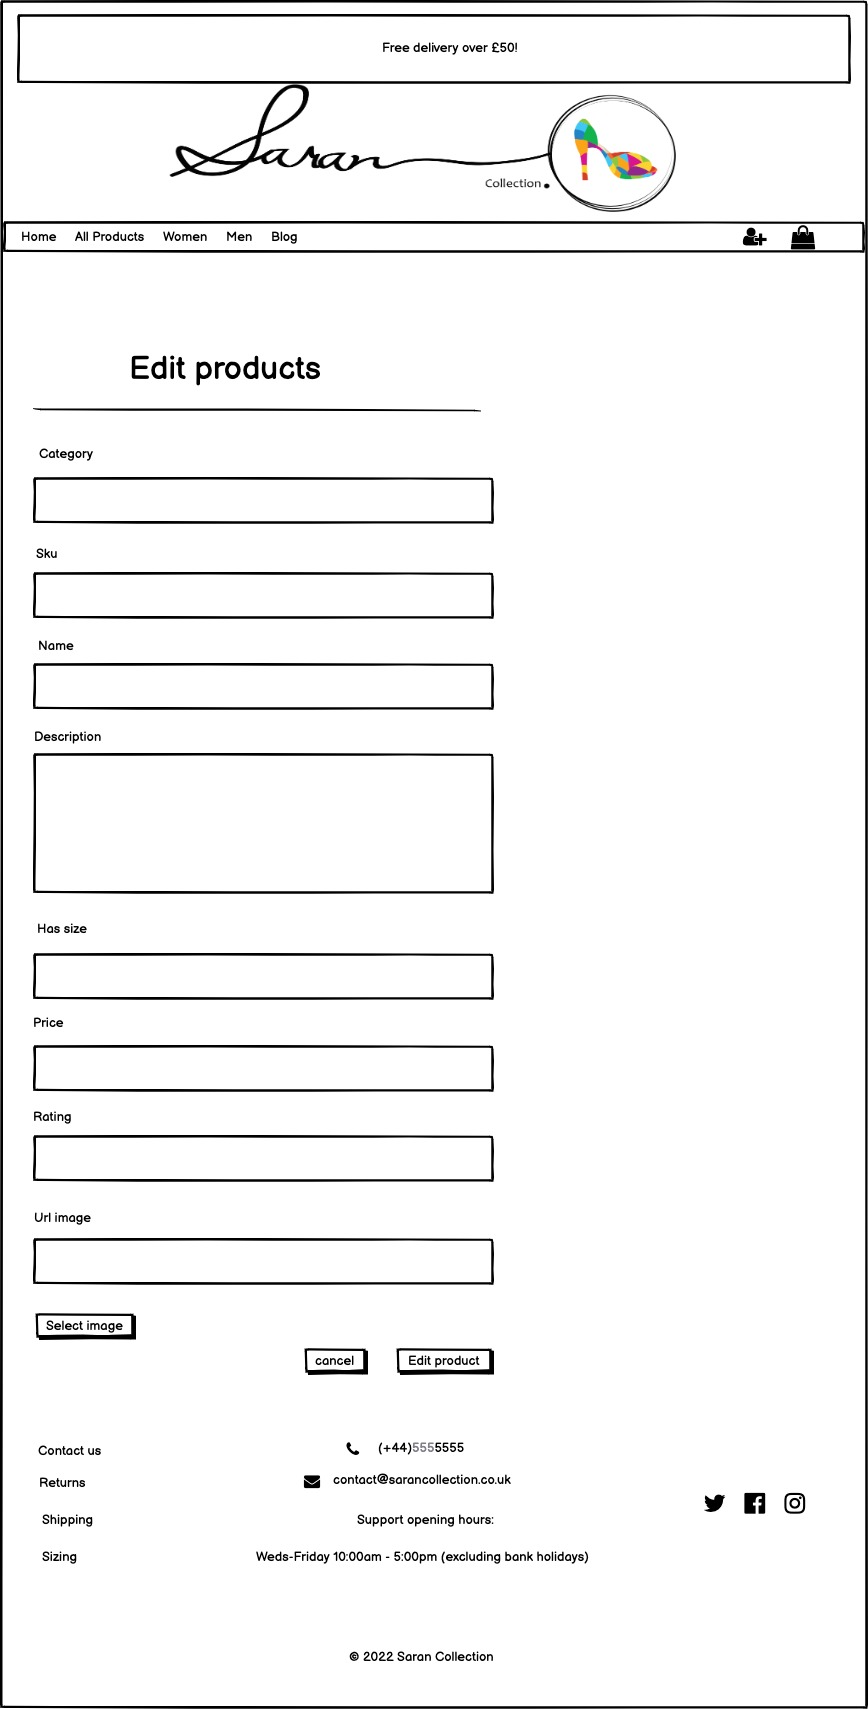 Free delivery over £50!
Saran
Collection.
Home All Products Women Men Blog
Edit products
Category
Sku
Name
Description
Has size
Price
Rating
Url image
Select image
cancel Edit product
Contact us (+44)5555555
Returns contact@sarancollection.co.uk
Shipping Support opening hours:
Sizing Weds-Friday 10:00am - 5:00pm (excluding bank holidays)
© 2022 Saran Collection